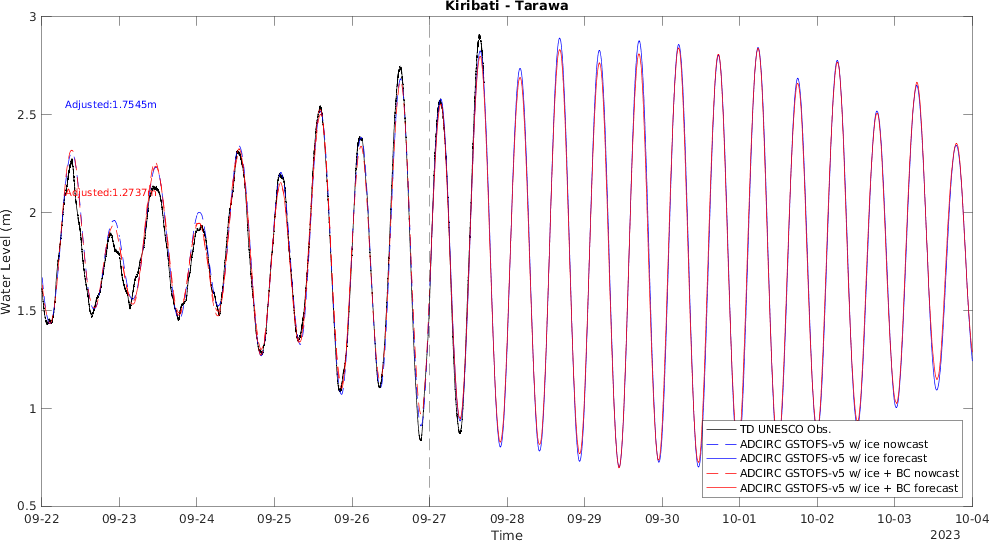 Kiribati - Tarawa
3
2.5
2
1.5
1
0.5
Water Level (m)
Adjusted:1.7545m
Adjusted:1.2737
TD UNESCO Obs.
ADCIRC GSTOFS-v5 w/ ice nowcast
ADCIRC GSTOFS-v5 w/ ice forecast
ADCIRC GSTOFS-v5 w/ ice + BC nowcast
ADCIRC GSTOFS-v5 w/ ice + BC forecast
09-22 09-23 09-24 09-25 09-26 09-27 09-28 09-29 09-30 10-01 10-02 10-03 10-04
Time
2023